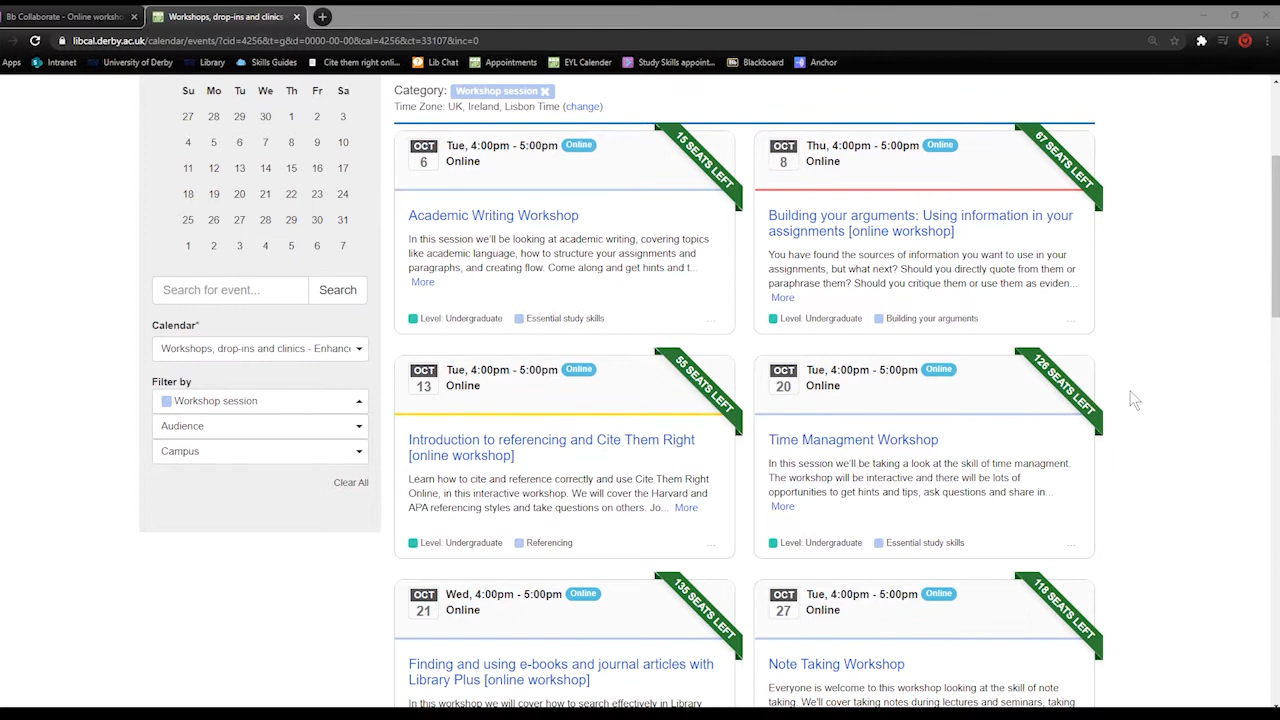 Bb Collaborate - Online worksho
Workshops, drop-ins and clinics
libcal.derby.ac.uk/calendar/events/?cid=4256&t=g&d=0000-00-00&cal=4256&ct=33107&inc=0
Apps Intranet University of Derby Library Skills Guides Cite them right onlin... Lib Chat Appointments EYL Calender Study Skills appoint... Blackboard Anchor
Su Mo Tu We Th Fr Sa
27 28 29 30 1 2 3
4 5 6 7 8 9 10
11 12 13 14 15 16 17
18 19 20 21 22 23 24
25 26 27 28 29 30 31
1 2 3 4 5 6 7
Search for event... Search
Calendar*
Workshops, drop-ins and clinics - Enhance
Filter by
Workshop session
Audience
Campus
Clear All
Category: Workshop session
Time Zone: UK, Ireland, Lisbon Time (change)
OCT
6
Tue, 4:00pm - 5:00pm Online
Online
15 SEATS LEFT
Academic Writing Workshop
In this session we'll be looking at academic writing, covering topics
like academic language, how to structure your assignments and
paragraphs, and creating flow. Come along and get hints and t...
More
Level: Undergraduate Essential study skills ...
OCT
8
Thu, 4:00pm - 5:00pm Online
Online
67 SEATS LEFT
Building your arguments: Using information in your
assignments [online workshop]
You have found the sources of information you want to use in your
assignments, but what next? Should you directly quote from them or
paraphrase them? Should you critique them or use them as eviden...
More
Level: Undergraduate Building your arguments ...
OCT
13
Tue, 4:00pm - 5:00pm Online
Online
55 SEATS LEFT
Introduction to referencing and Cite Them Right
[online workshop]
Learn how to cite and reference correctly and use Cite Them Right
Online, in this interactive workshop. We will cover the Harvard and
APA referencing styles and take questions on others. Jo... More
Level: Undergraduate Referencing ...
OCT
20
Tue, 4:00pm - 5:00pm Online
Online
126 SEATS LEFT
Time Managment Workshop
In this session we'll be taking a look at the skill of time managment.
The workshop will be interactive and there will be lots of
opportunities to get hints and tips, ask questions and share in...
More
Level: Undergraduate Essential study skills ...
OCT
21
Wed, 4:00pm - 5:00pm Online
Online
135 SEATS LEFT
Finding and using e-books and journal articles with
Library Plus [online workshop]
In this workshop we will cover how to search effectively in Library
OCT
27
Tue, 4:00pm - 5:00pm Online
Online
118 SEATS LEFT
Note Taking Workshop
Everyone is welcome to this workshop looking at the skill of note
taking. We'll cover taking notes during lectures and seminars, taking